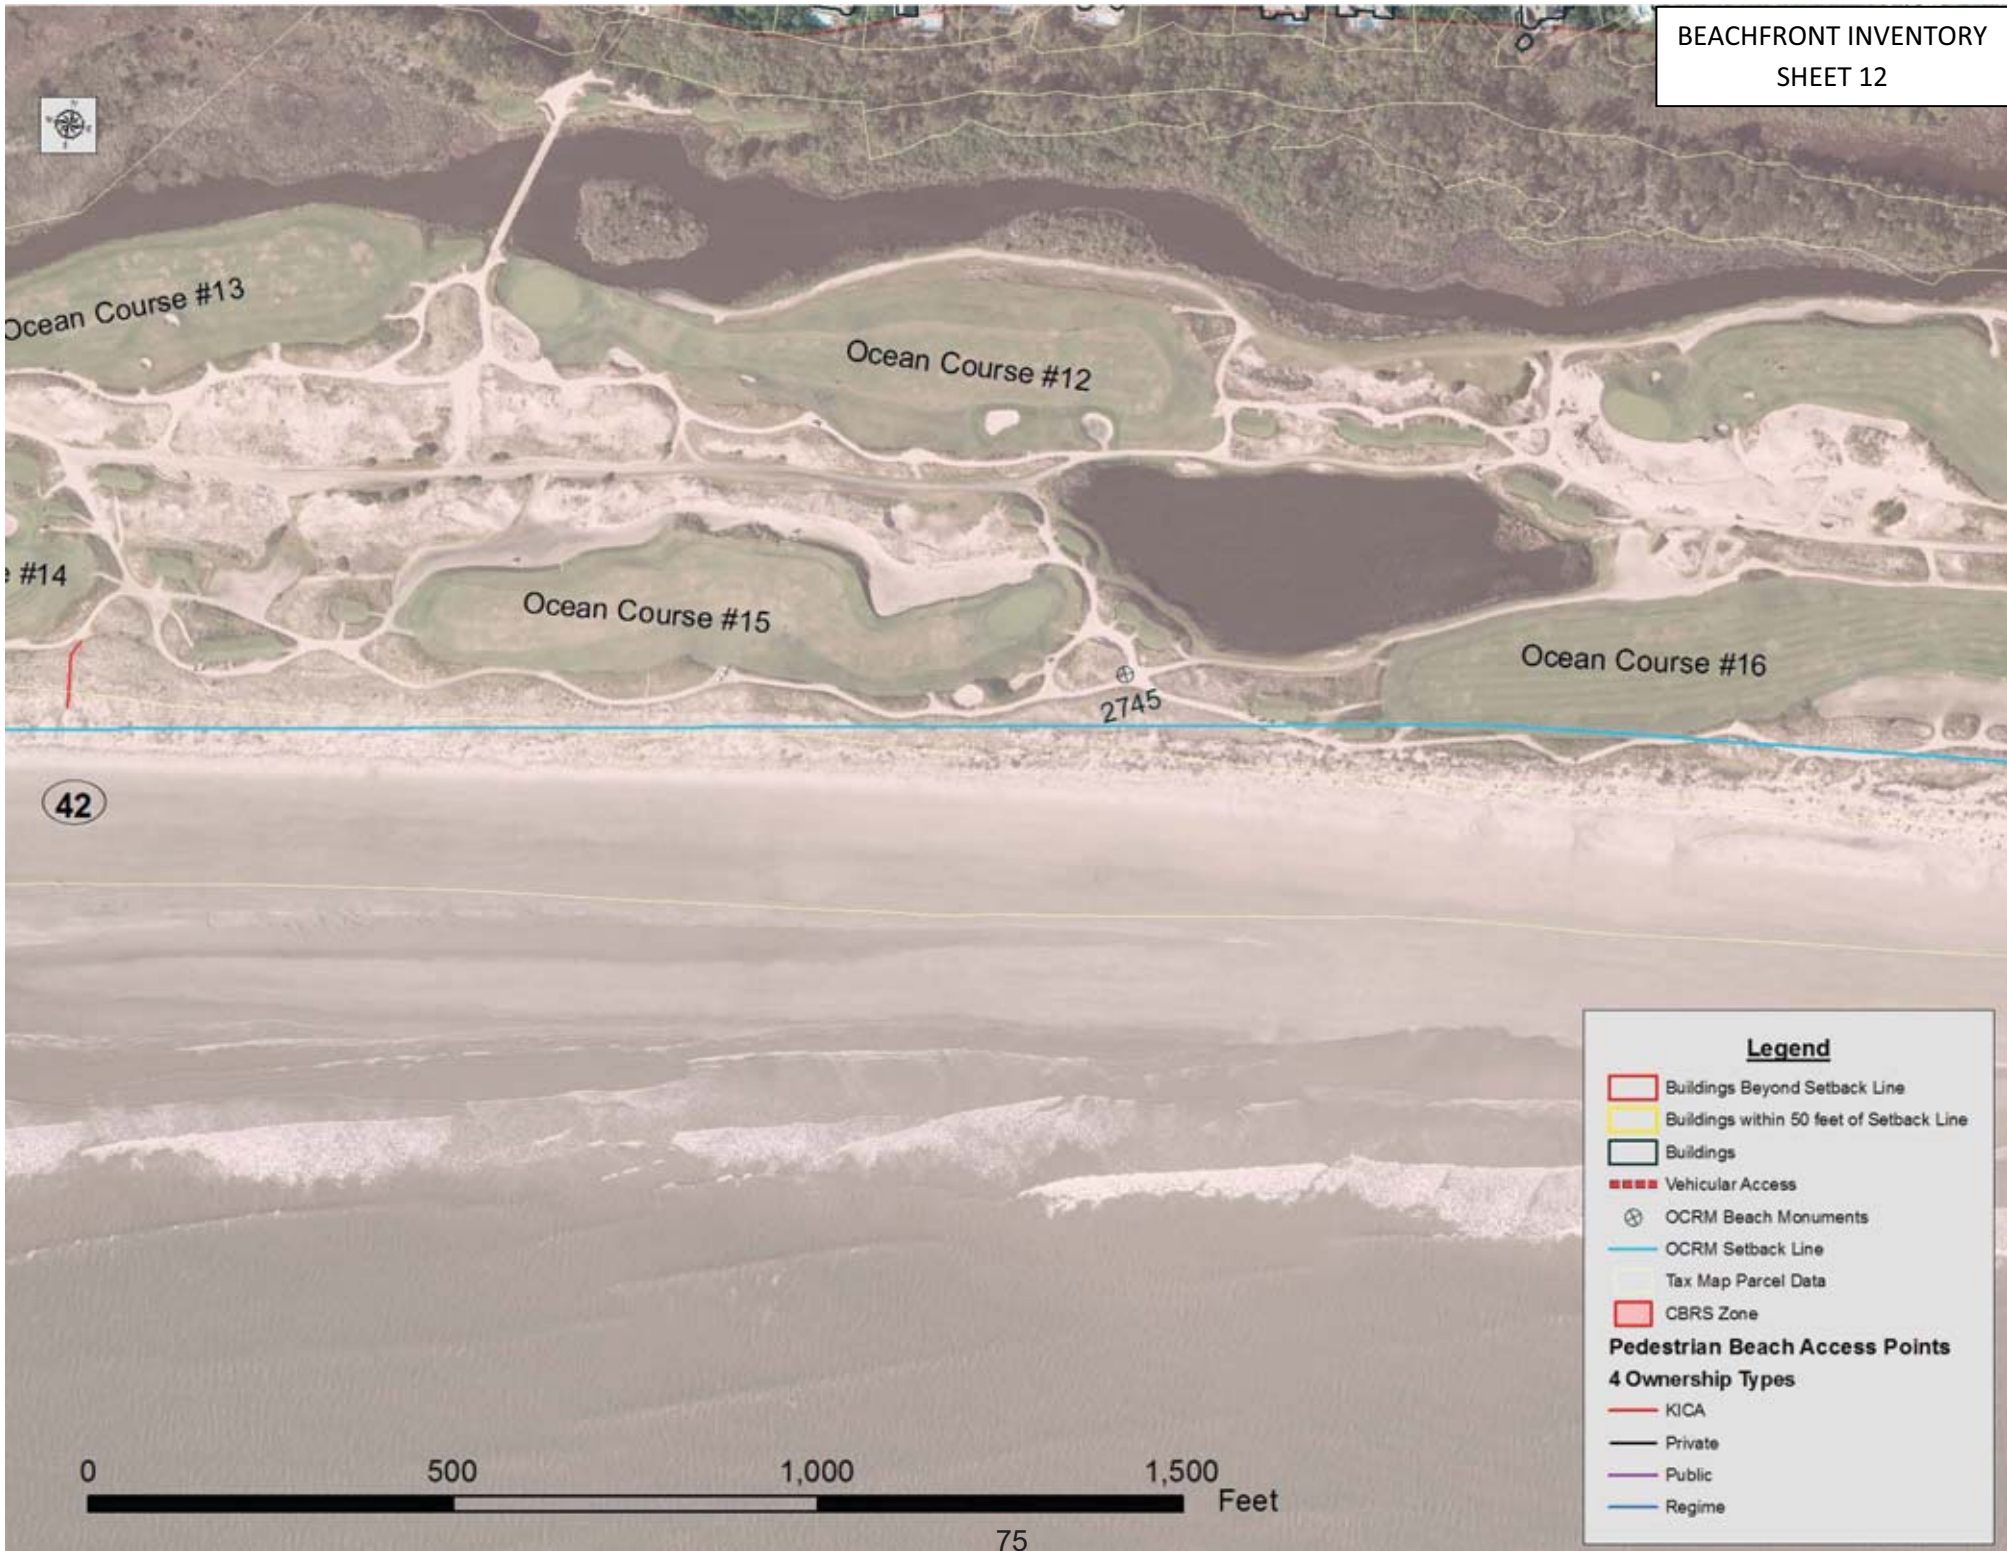 BEACHFRONT INVENTORY
SHEET 12
Ocean Course #13
Ocean Course #12
#14
Ocean Course #15
Ocean Course #16
2745
42
Legend
Buildings Beyond Setback Line
Buildings within 50 feet of Setback Line
Buildings
Vehicular Access
OCRM Beach Monuments
OCRM Setback Line
Tax Map Parcel Data
CBRS Zone
Pedestrian Beach Access Points
4 Ownership Types
KICA
Private
Public
Regime
0 500 1,000 1,500
Feet
75